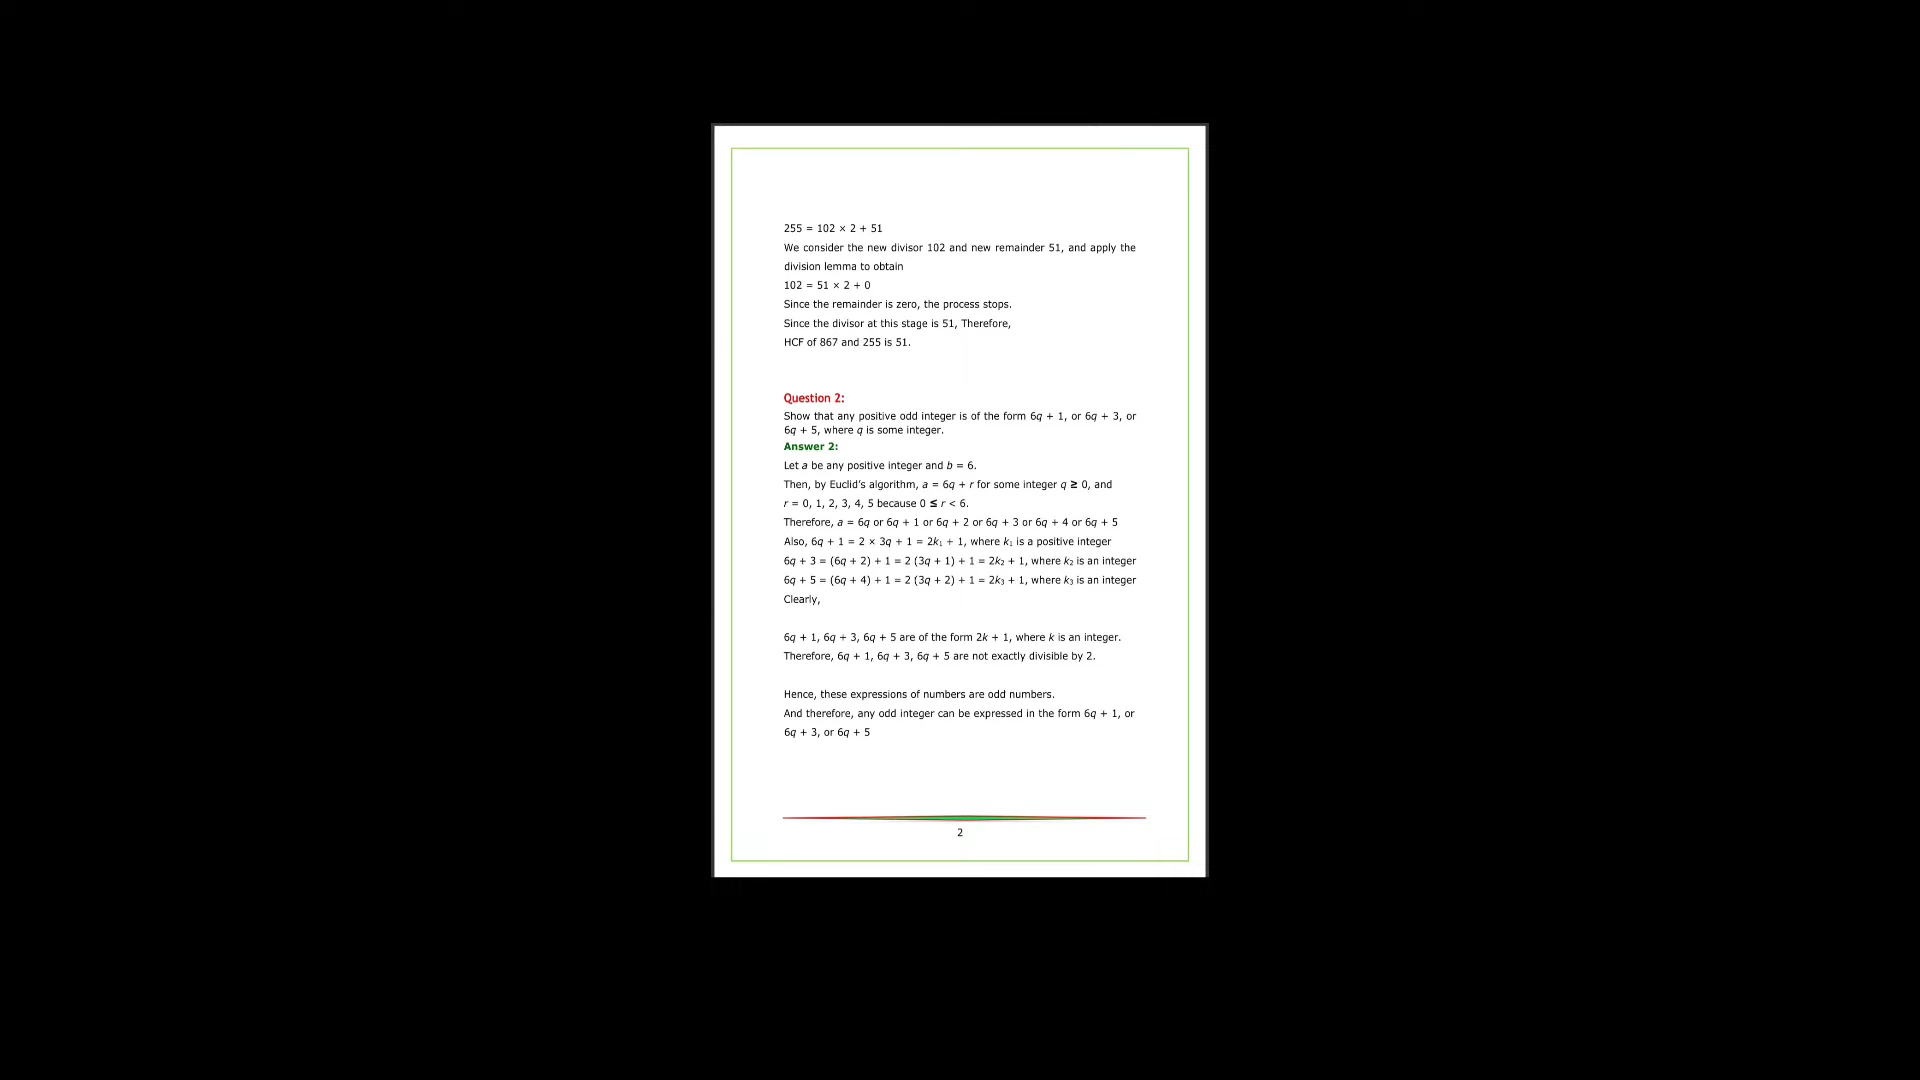 255 = 102 × 2 + 51
We consider the new divisor 102 and new remainder 51, and apply the
division lemma to obtain
102 = 51 × 2 + 0
Since the remainder is zero, the process stops.
Since the divisor at this stage is 51, Therefore,
HCF of 867 and 255 is 51.
Question 2:
Show that any positive odd integer is of the form 6q + 1, or 6q + 3, or
6q + 5, where q is some integer.
Answer 2:
Let a be any positive integer and b = 6.
Then, by Euclid’s algorithm, a = 6q + r for some integer q ≥ 0, and
r = 0, 1, 2, 3, 4, 5 because 0 ≤ r < 6.
Therefore, a = 6q or 6q + 1 or 6q + 2 or 6q + 3 or 6q + 4 or 6q + 5
Also, 6q + 1 = 2 × 3q + 1 = 2k₁ + 1, where k₁ is a positive integer
6q + 3 = (6q + 2) + 1 = 2 (3q + 1) + 1 = 2k₂ + 1, where k₂ is an integer
6q + 5 = (6q + 4) + 1 = 2 (3q + 2) + 1 = 2k₃ + 1, where k₃ is an integer
Clearly,
6q + 1, 6q + 3, 6q + 5 are of the form 2k + 1, where k is an integer.
Therefore, 6q + 1, 6q + 3, 6q + 5 are not exactly divisible by 2.
Hence, these expressions of numbers are odd numbers.
And therefore, any odd integer can be expressed in the form 6q + 1, or
6q + 3, or 6q + 5
2